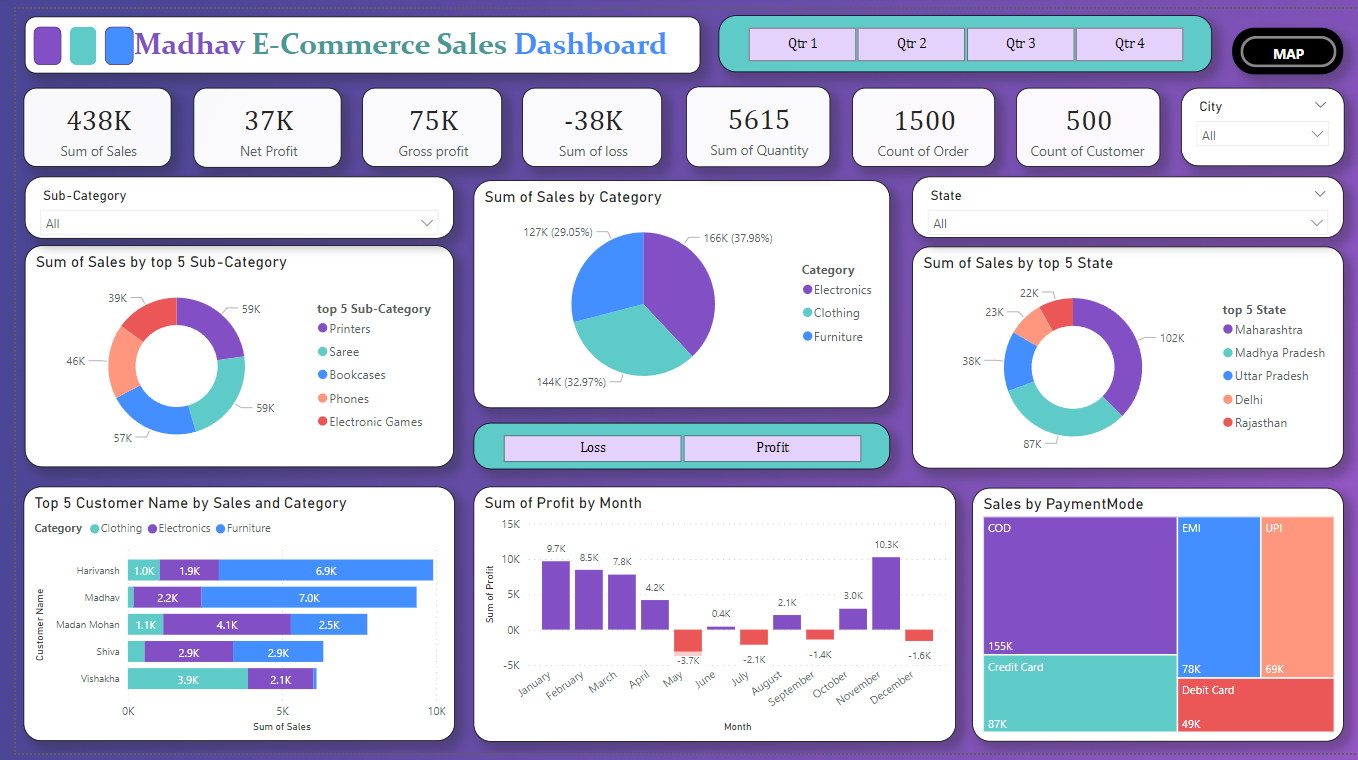 Madhav E-Commerce Sales Dashboard
Qtr 1
Qtr 2
Qtr 3
Qtr 4
MAP
438K
Sum of Sales
37K
Net Profit
75K
Gross profit
-38K
Sum of loss
5615
Sum of Quantity
1500
Count of Order
500
Count of Customer
City
All
Sub-Category
All
Sum of Sales by top 5 Sub-Category
39K
59K
46K
59K
57K
top 5 Sub-Category
Printers
Saree
Bookcases
Phones
Electronic Games
Sum of Sales by Category
127K (29.05%)
166K (37.98%)
144K (32.97%)
Category
Electronics
Clothing
Furniture
Loss
Profit
State
All
Sum of Sales by top 5 State
22K
23K
102K
38K
87K
top 5 State
Maharashtra
Madhya Pradesh
Uttar Pradesh
Delhi
Rajasthan
Top 5 Customer Name by Sales and Category
Category Clothing Electronics Furniture
Customer Name
Harivansh 1.0K 1.9K 6.9K
Madhav 2.2K 7.0K
Madan Mohan 1.1K 4.1K 2.5K
Shiva 2.9K 2.9K
Vishakha 3.9K 2.1K
0K 5K 10K
Sum of Sales
Sum of Profit by Month
Sum of Profit
15K
10K
5K
0K
-5K
9.7K
8.5K
7.8K
4.2K
-3.7K
0.4K
-2.1K
2.1K
-1.4K
3.0K
10.3K
-1.6K
January
February
March
April
May
June
July
August
September
October
November
December
Month
Sales by PaymentMode
COD
155K
Credit Card
87K
EMI
78K
UPI
69K
Debit Card
49K